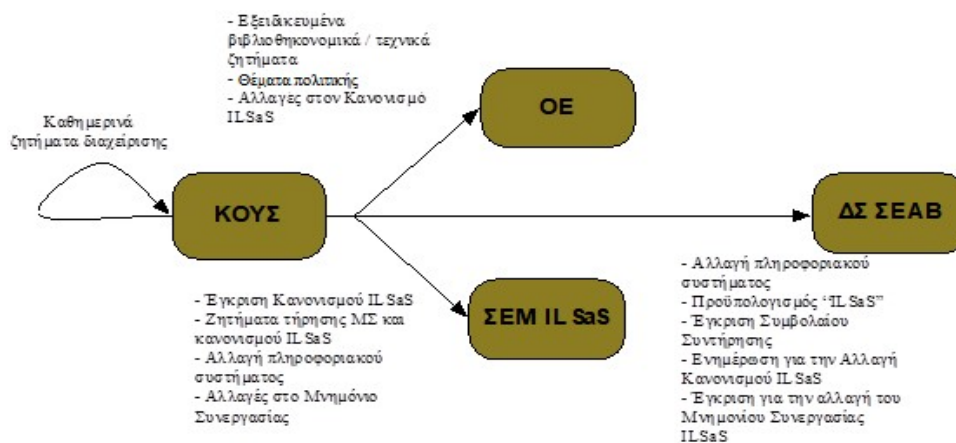 - Εξειδικευμένα
βιβλιοθηκονομικά / τεχνικά
ζητήματα
- Θέματα πολιτικής
- Αλλαγές στον Κανονισμό
ILSaS
Καθημερινά
ζητήματα διαχείρισης
ΟΕ
ΚΟΥΣ
ΔΣ ΣΕΑΒ
ΣΕΜ ILSaS
- Έγκριση Κανονισμού ILSaS
- Ζητήματα τήρησης ΜΣ και
κανονισμού ILSaS
- Αλλαγή πληροφοριακού
συστήματος
- Αλλαγές στο Μνημόνιο
Συνεργασίας
- Αλλαγή πληροφοριακού
συστήματος
- Προϋπολογισμός “ILSaS”
- Έγκριση Συμβολαίου
Συντήρησης
- Ενημέρωση για την Αλλαγή
Κανονισμού ILSaS
- Έγκριση για την αλλαγή του
Μνημονίου Συνεργασίας
ILSaS